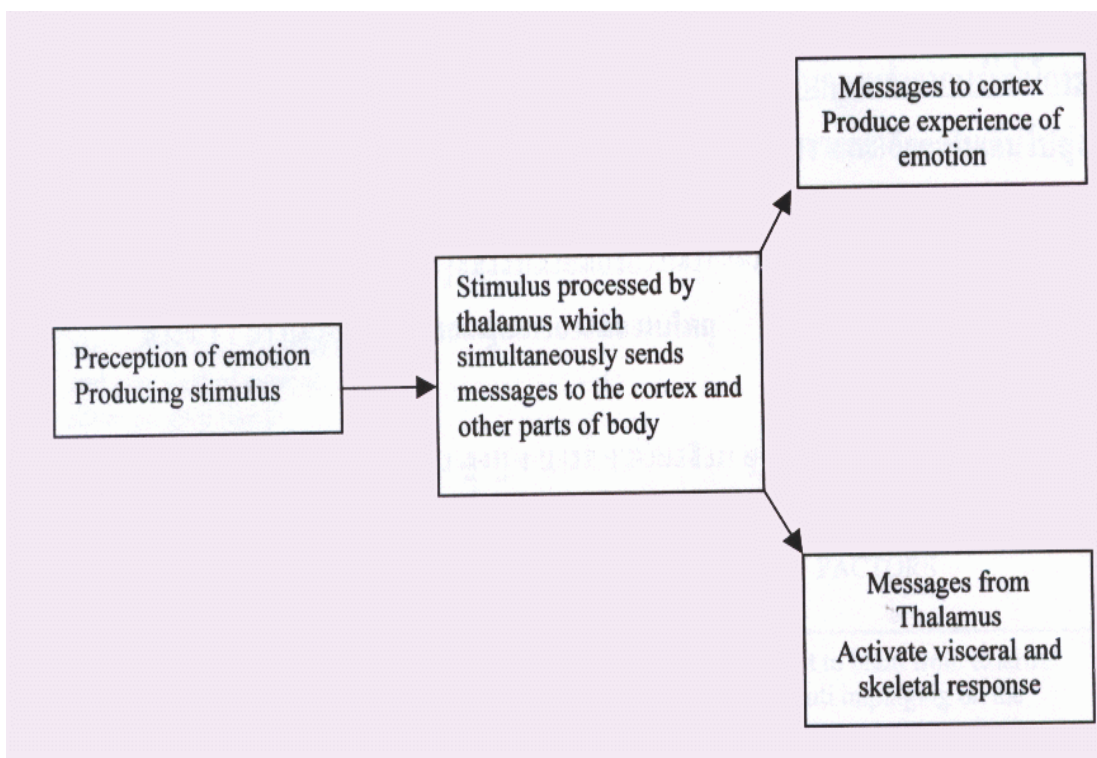 Preception of emotion
Producing stimulus
Stimulus processed by
thalamus which
simultaneously sends
messages to the cortex and
other parts of body
Messages to cortex
Produce experience of
emotion
Messages from
Thalamus
Activate visceral and
skeletal response